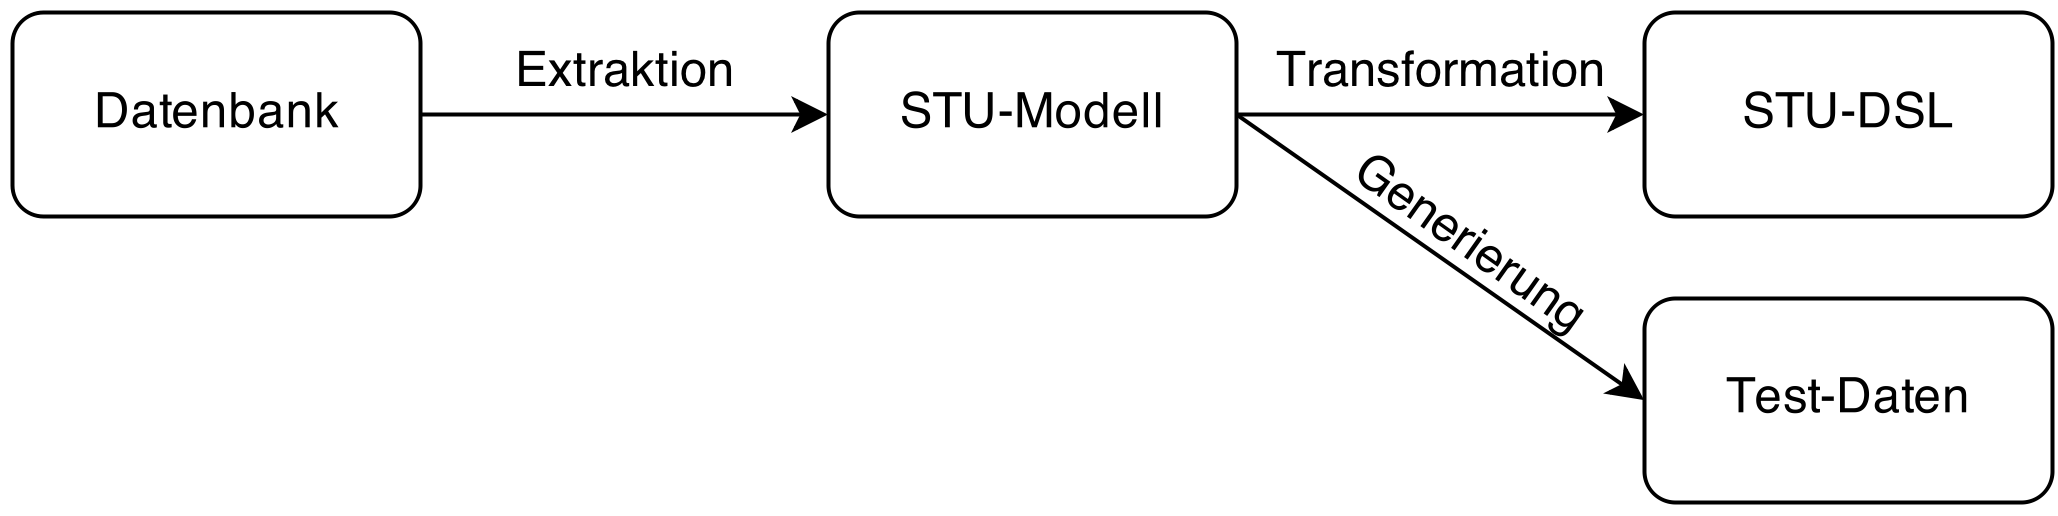 Datenbank
Extraktion
STU-Modell
Transformation
STU-DSL
Generierung
Test-Daten